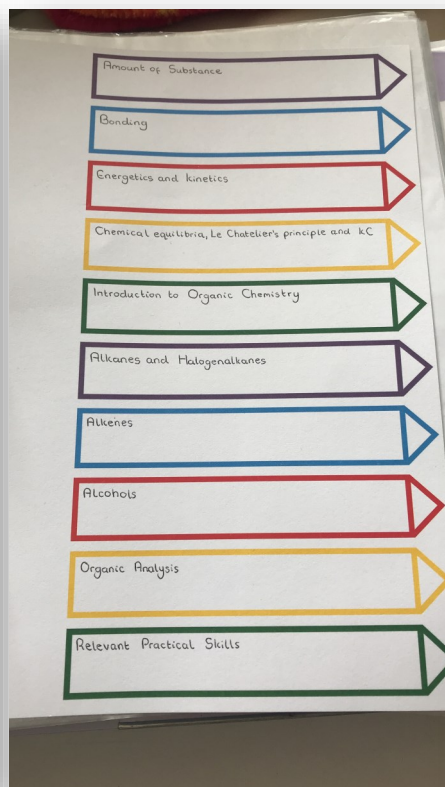 Amount of Substance
Bonding
Energetics and kinetics
Chemical equilibria, Le Chatelier's principle and kC
Introduction to Organic Chemistry
Alkanes and Halogenalkanes
Alkenes
Alcohols
Organic Analysis
Relevant Practical Skills